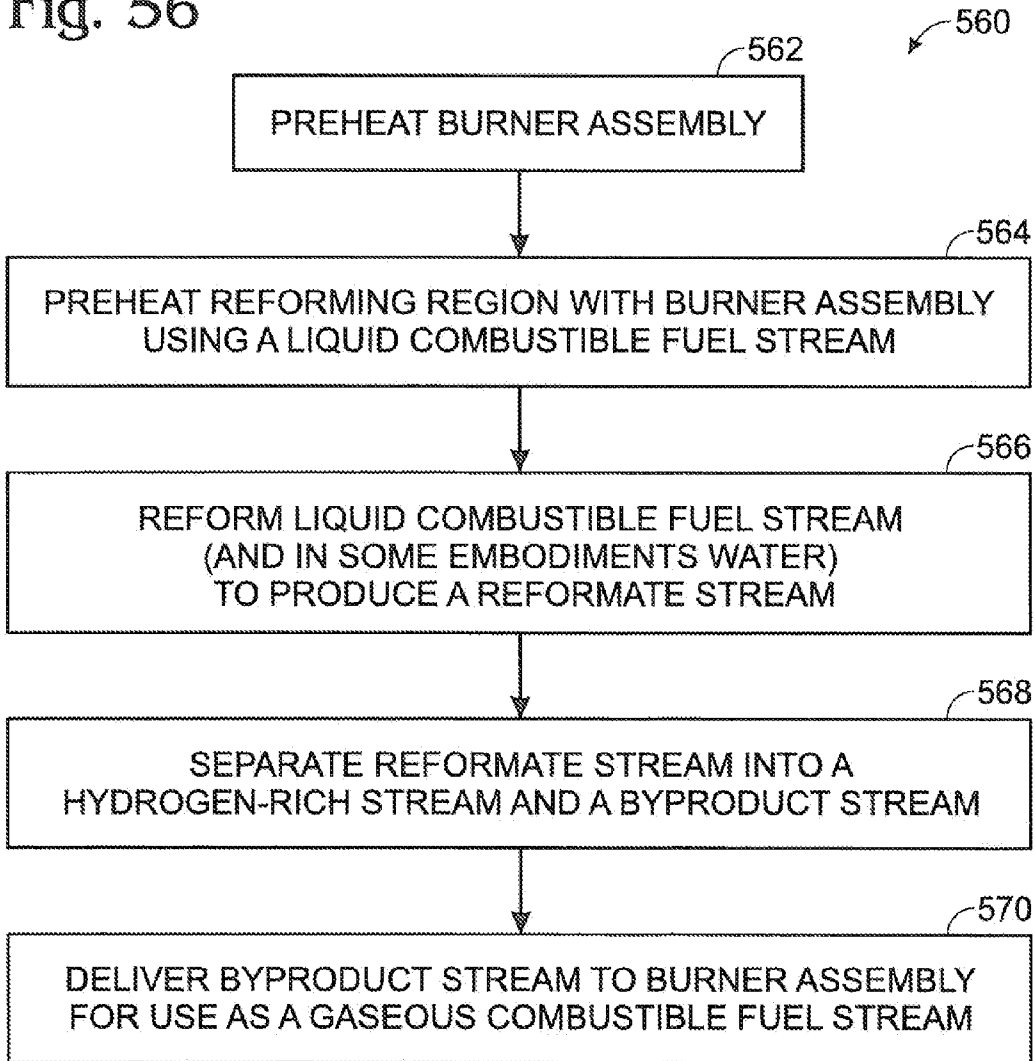 Fig. 56
560
562
PREHEAT BURNER ASSEMBLY
564
PREHEAT REFORMING REGION WITH BURNER ASSEMBLY
USING A LIQUID COMBUSTIBLE FUEL STREAM
566
REFORM LIQUID COMBUSTIBLE FUEL STREAM
(AND IN SOME EMBODIMENTS WATER)
TO PRODUCE A REFORMATE STREAM
568
SEPARATE REFORMATE STREAM INTO A
HYDROGEN-RICH STREAM AND A BYPRODUCT STREAM
570
DELIVER BYPRODUCT STREAM TO BURNER ASSEMBLY
FOR USE AS A GASEOUS COMBUSTIBLE FUEL STREAM